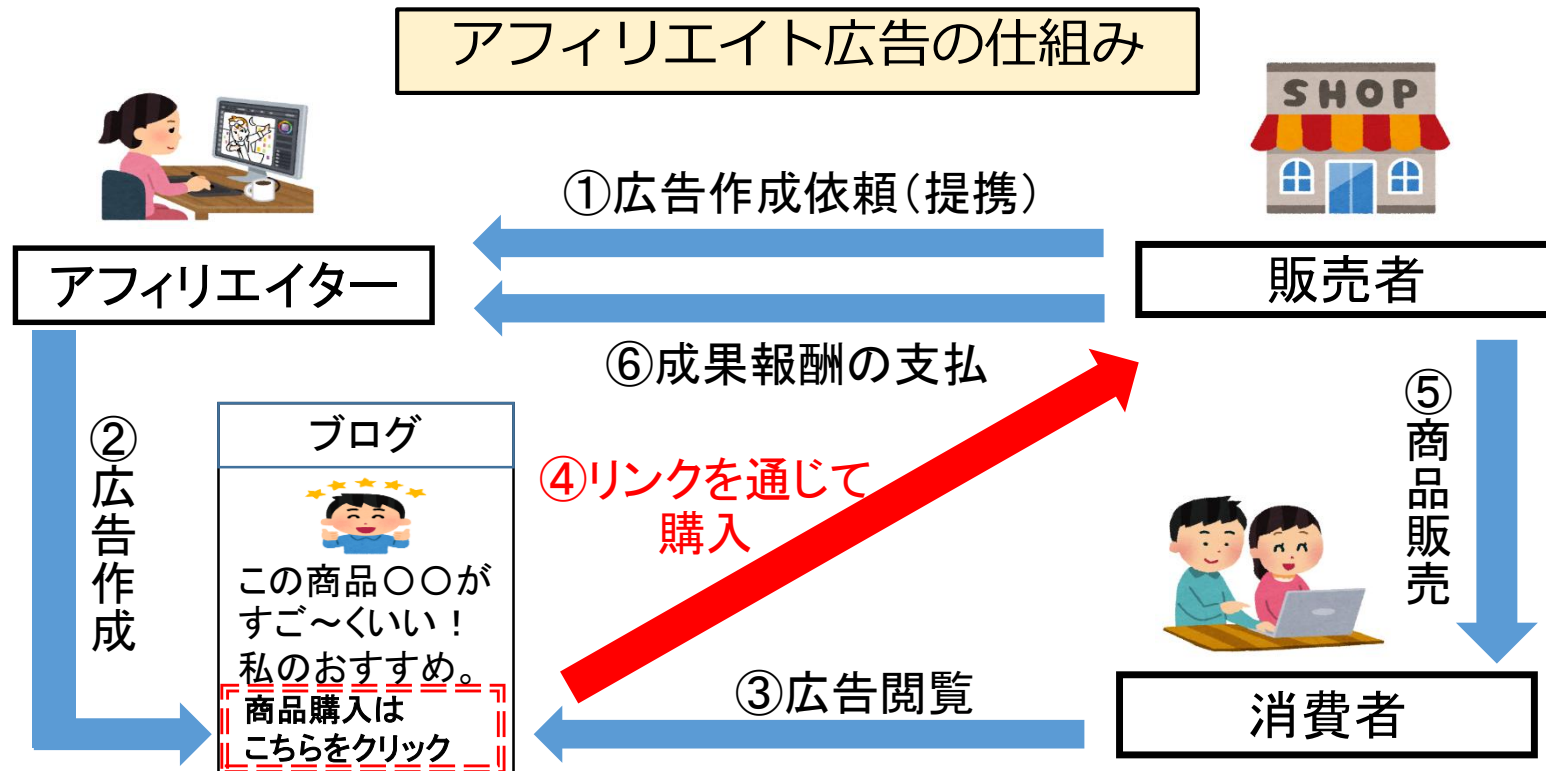 アフィリエイト広告の仕組み
SHOP
①広告作成依頼(提携)
アフィリエイター
販売者
⑥成果報酬の支払
②広告作成
ブログ
この商品〇〇が
すご～くいい！
私のおすすめ。
商品購入は
こちらをクリック
④リンクを通じて
購入
⑤商品販売
③広告閲覧
消費者